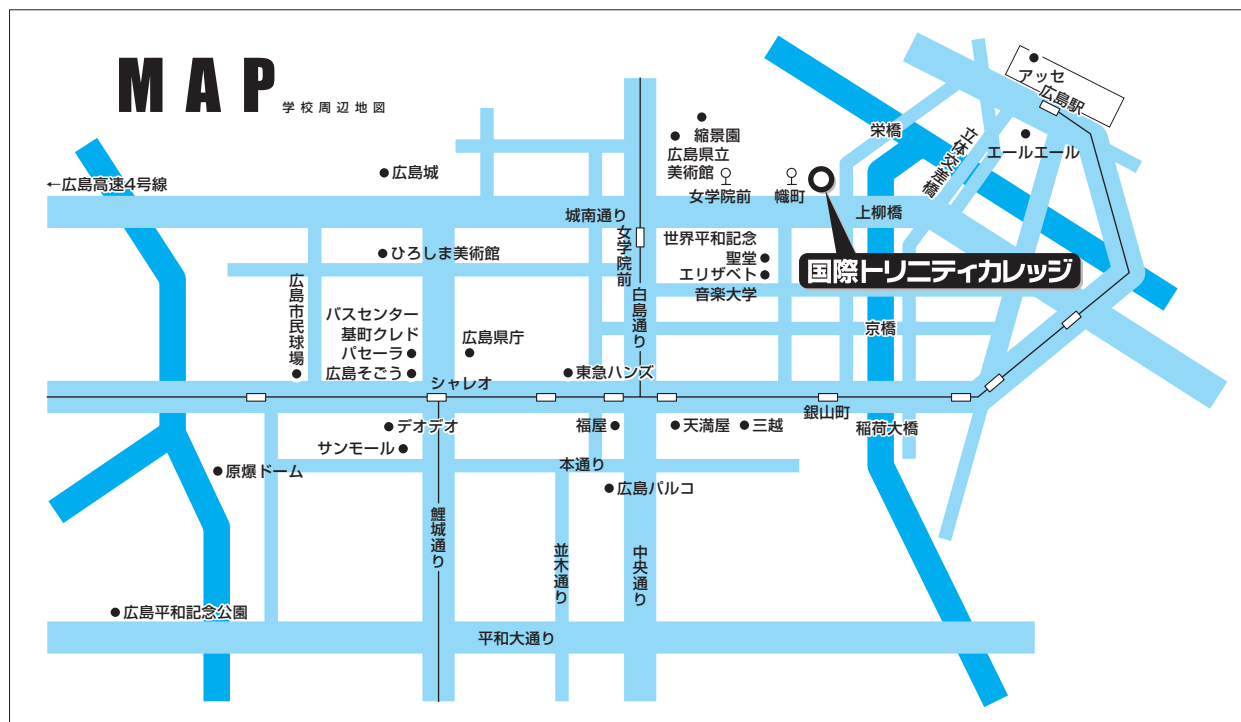 MAP
学校周辺地図
アッセ
広島駅
エールエール
栄橋
立体交差橋
縮景園
広島県立
美術館
女学院前
幟町
広島城
←広島高速4号線
城南通り
上柳橋
女学院前
世界平和記念
聖堂
エリザベト
音楽大学
国際トリニティカレッジ
ひろしま美術館
白島通り
広島市民球場
バスセンター
基町クレド
パセーラ
広島そごう
広島県庁
京橋
シャレオ
東急ハンズ
銀山町
稲荷大橋
デオデオ
サンモール
福屋
天満屋
三越
原爆ドーム
本通り
広島パルコ
鯉城通り
並木通り
中央通り
広島平和記念公園
平和大通り